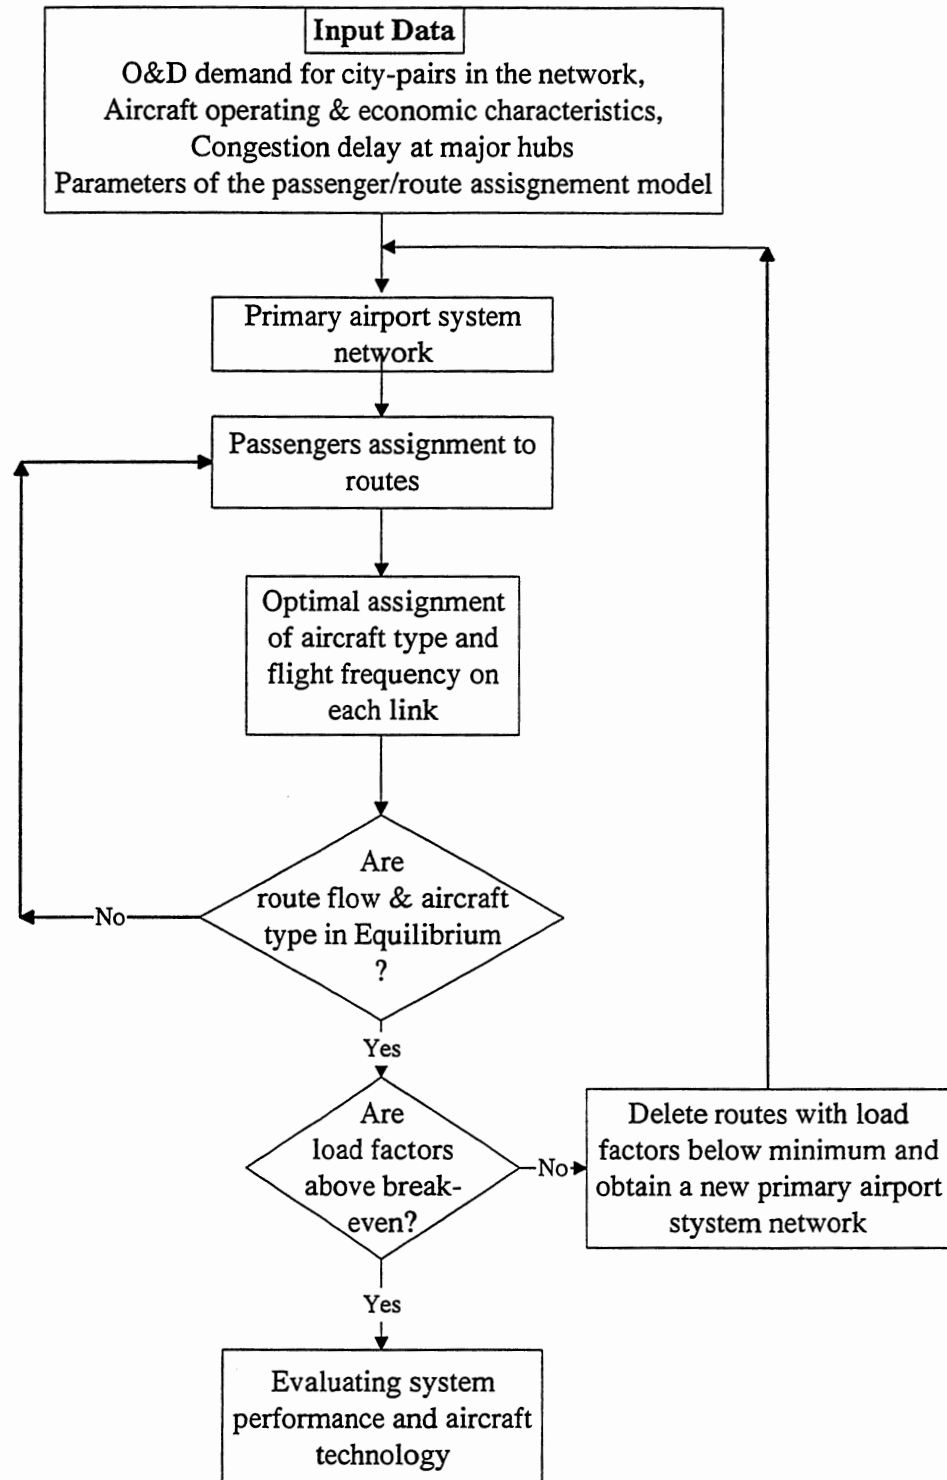 Input Data
O&D demand for city-pairs in the network,
Aircraft operating & economic characteristics,
Congestion delay at major hubs
Parameters of the passenger/route assisgnement model
Primary airport system
network
Passengers assignment to
routes
Optimal assignment
of aircraft type and
flight frequency on
each link
Are
route flow & aircraft
type in Equilibrium
?
No
Yes
Are
load factors
above break-
even?
No
Delete routes with load
factors below minimum and
obtain a new primary airport
stystem network
Yes
Evaluating system
performance and aircraft
technology